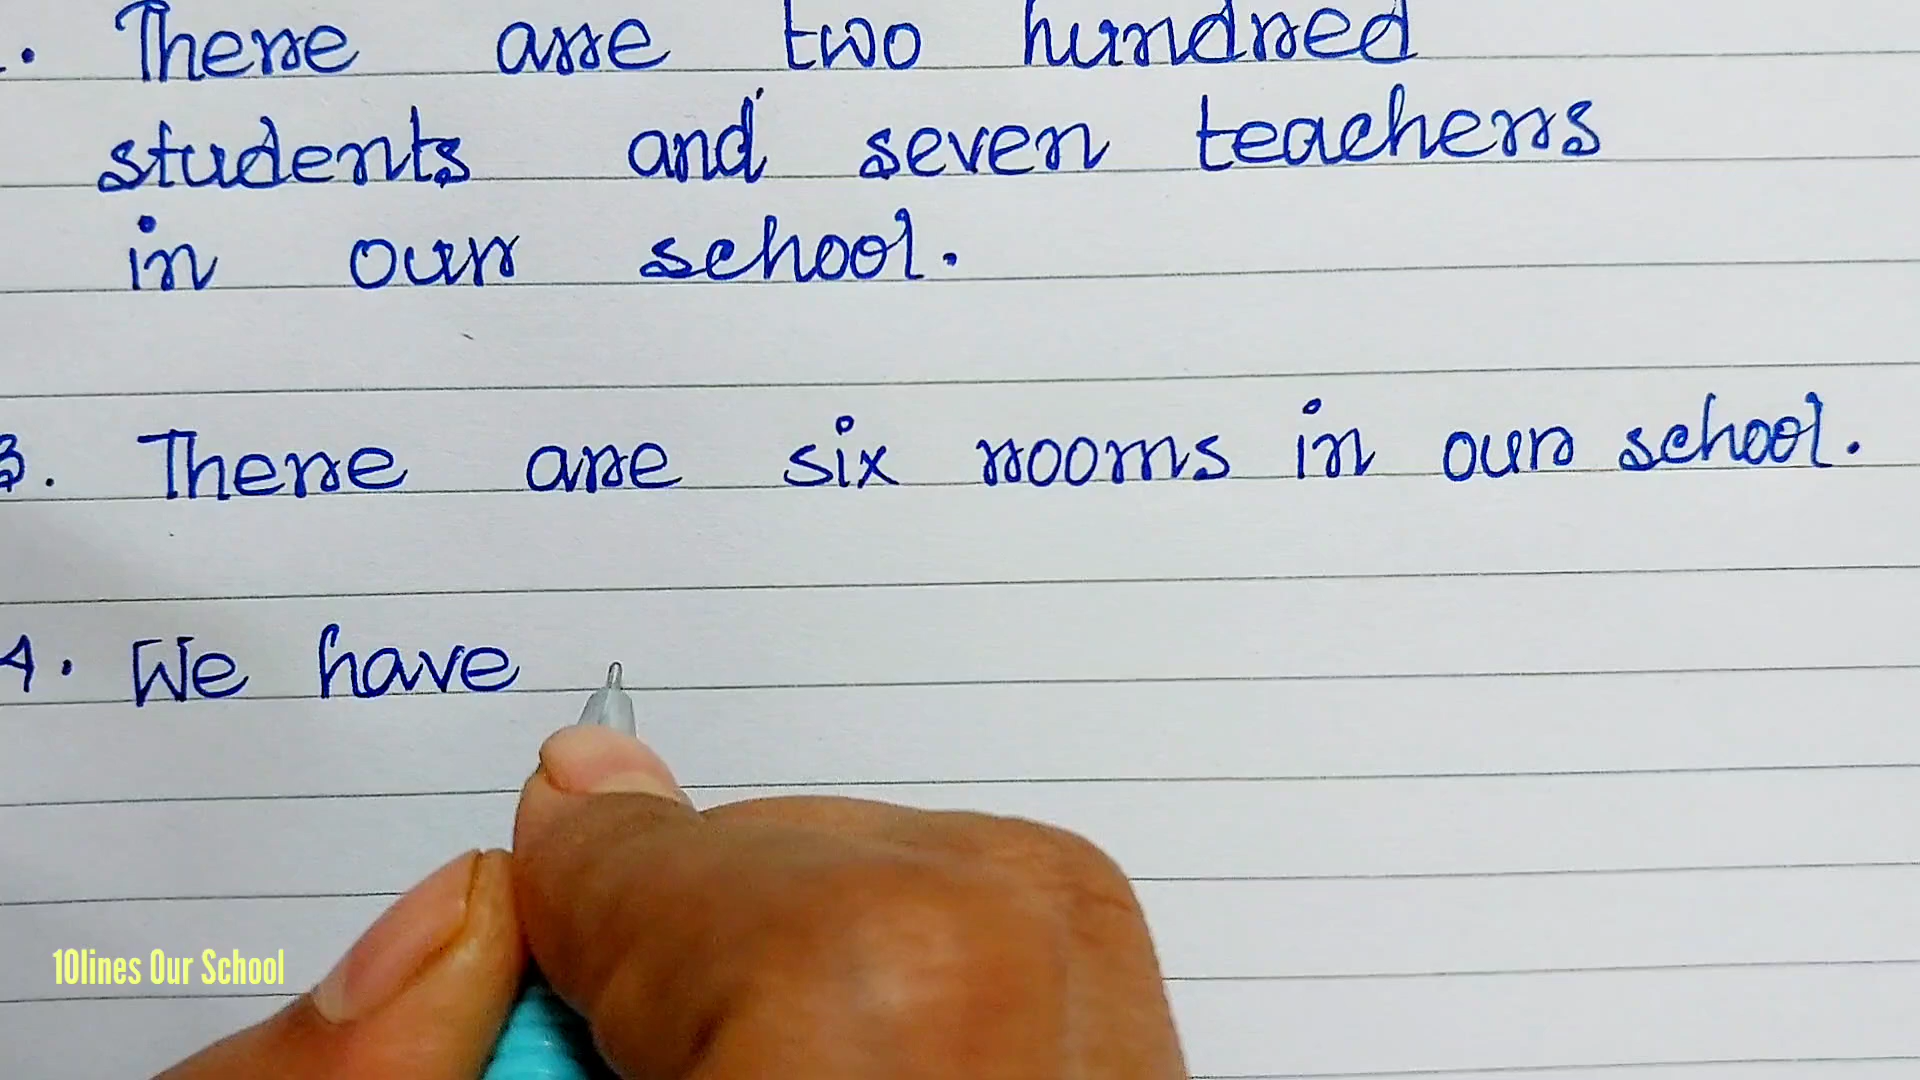 . There are two hundred
students and seven teachers
in our school.
3. There are six rooms in our school.
4. We have
10lines Our School